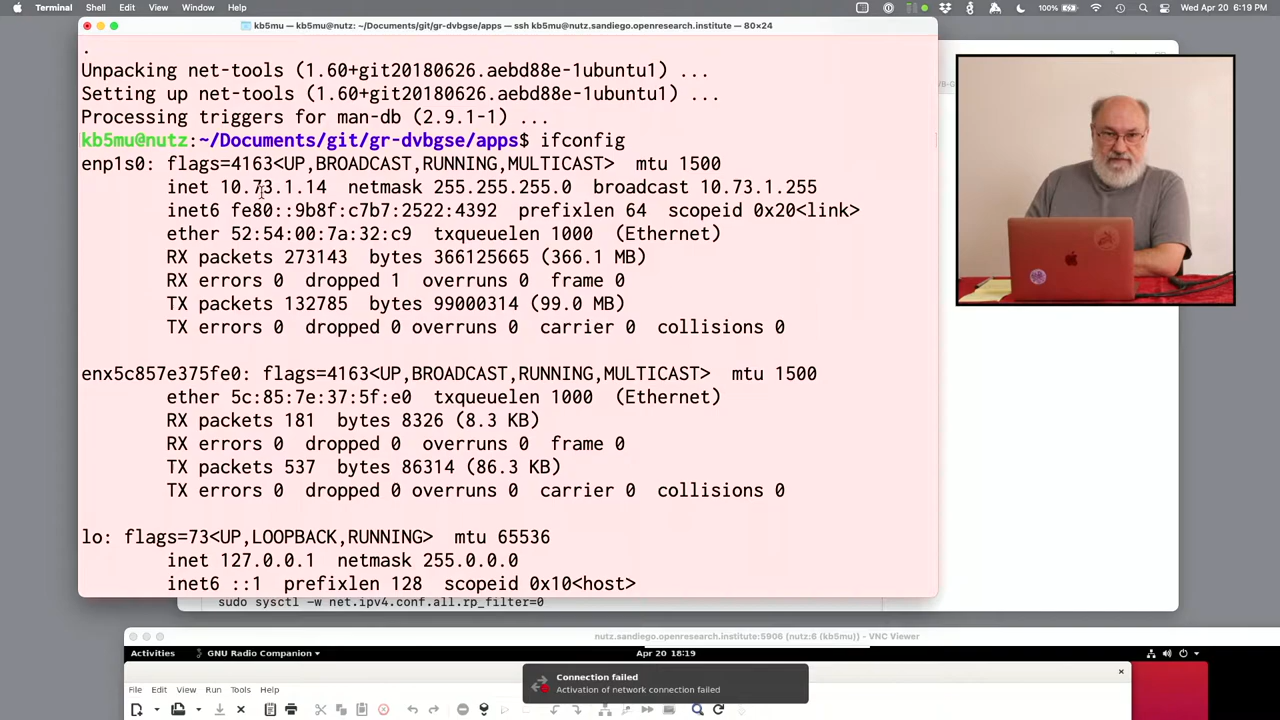 Terminal Shell Edit View Window Help 100% Wed Apr 20 6:19 PM
kb5mu — kb5mu@nutz: ~/Documents/git/gr-dvbgse/apps — ssh kb5mu@nutz.sandiego.openresearch.institute — 80×24
.
Unpacking net-tools (1.60+git20180626.aebd88e-1ubuntu1) ...
Setting up net-tools (1.60+git20180626.aebd88e-1ubuntu1) ...
Processing triggers for man-db (2.9.1-1) ...
kb5mu@nutz:~/Documents/git/gr-dvbgse/apps$ ifconfig
enp1s0: flags=4163<UP,BROADCAST,RUNNING,MULTICAST> mtu 1500
inet 10.73.1.14 netmask 255.255.255.0 broadcast 10.73.1.255
inet6 fe80::9b8f:c7b7:2522:4392 prefixlen 64 scopeid 0x20<link>
ether 52:54:00:7a:32:c9 txqueuelen 1000 (Ethernet)
RX packets 273143 bytes 366125665 (366.1 MB)
RX errors 0 dropped 1 overruns 0 frame 0
TX packets 132785 bytes 99000314 (99.0 MB)
TX errors 0 dropped 0 overruns 0 carrier 0 collisions 0
enx5c857e375fe0: flags=4163<UP,BROADCAST,RUNNING,MULTICAST> mtu 1500
ether 5c:85:7e:37:5f:e0 txqueuelen 1000 (Ethernet)
RX packets 181 bytes 8326 (8.3 KB)
RX errors 0 dropped 0 overruns 0 frame 0
TX packets 537 bytes 86314 (86.3 KB)
TX errors 0 dropped 0 overruns 0 carrier 0 collisions 0
lo: flags=73<UP,LOOPBACK,RUNNING> mtu 65536
inet 127.0.0.1 netmask 255.0.0.0
inet6 ::1 prefixlen 128 scopeid 0x10<host>
sudo sysctl -w net.ipv4.conf.all.rp_filter=0
nutz.sandiego.openresearch.institute:5906 (nutz:6 (kb5mu)) - VNC Viewer
Activities GNU Radio Companion Apr 20 18:19
Connection failed
Activation of network connection failed
File Edit View Run Tools Help